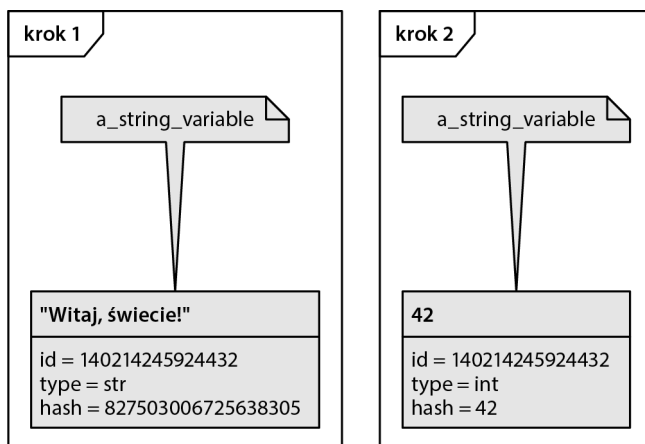 krok 1
a_string_variable
"Witaj, świecie!"
id = 140214245924432
type = str
hash = 827503006725638305
krok 2
a_string_variable
42
id = 140214245924432
type = int
hash = 42